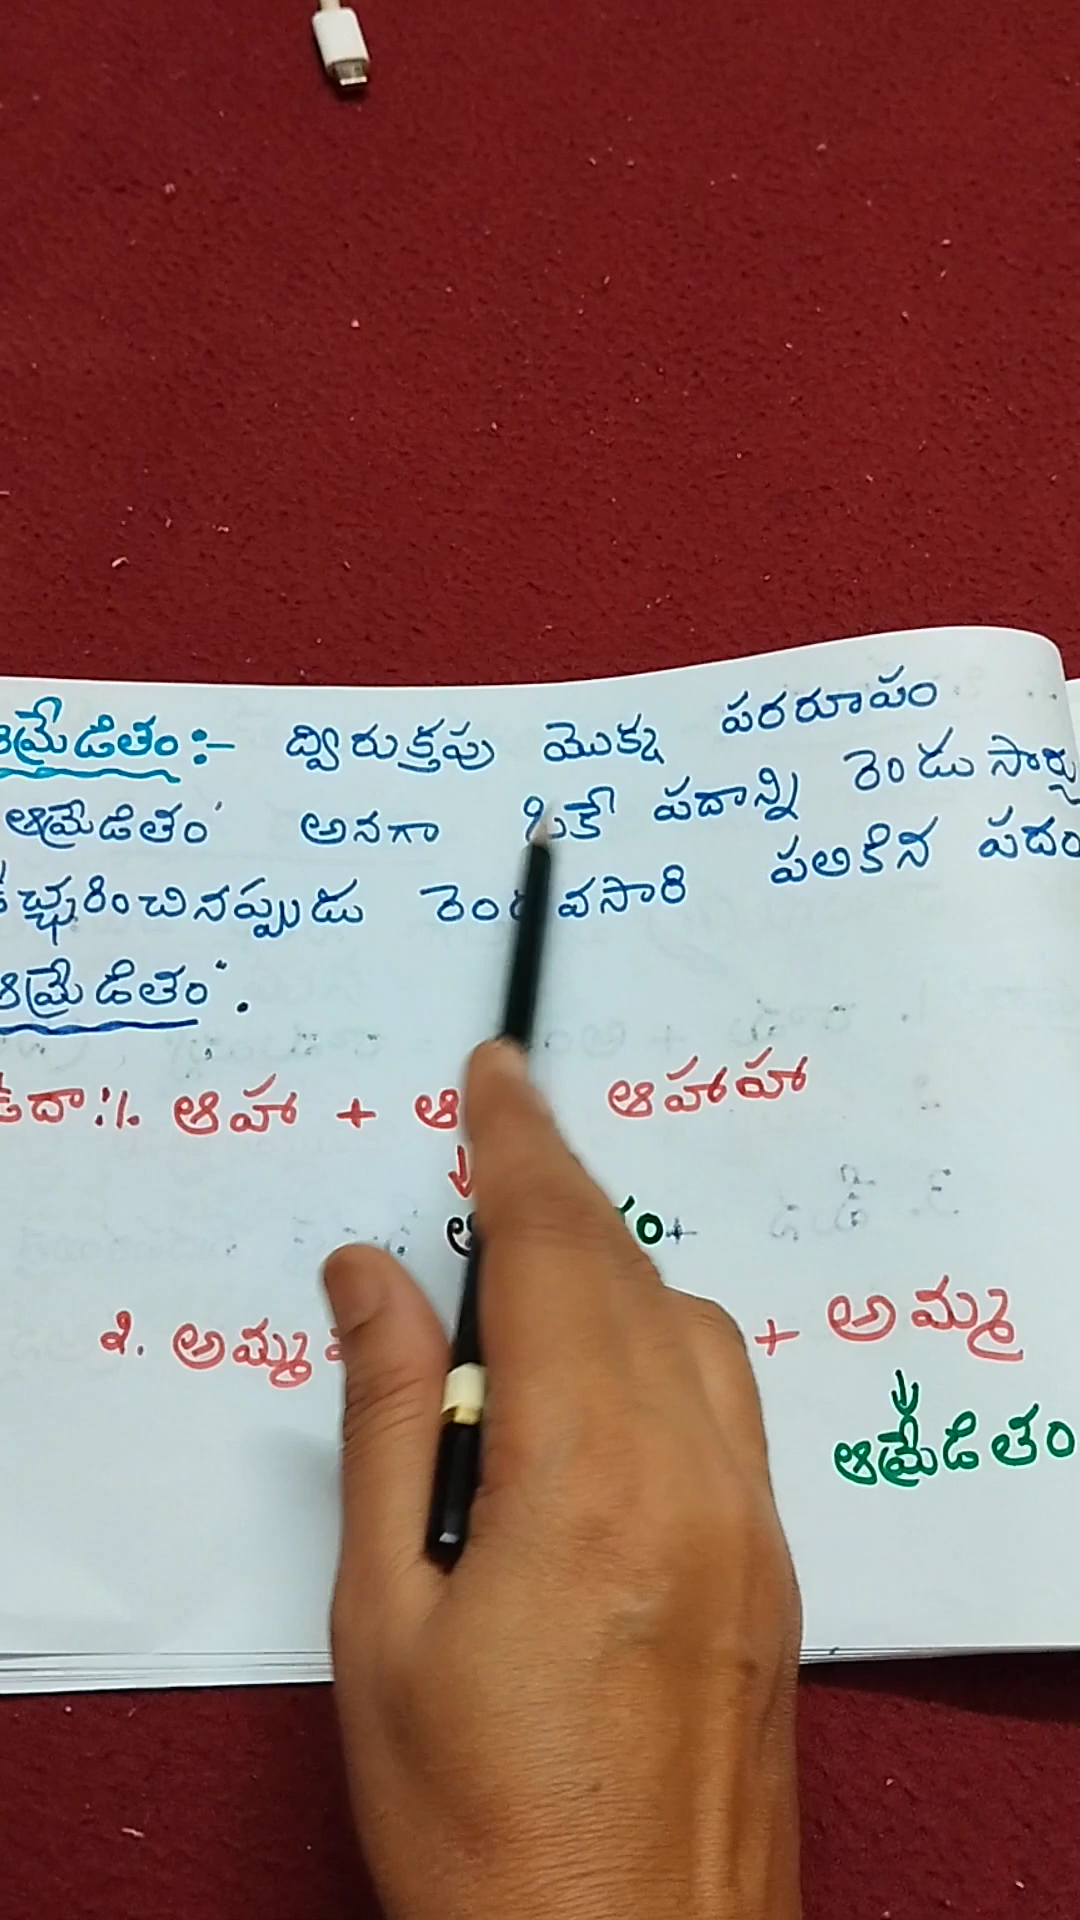 ఆమ్రేడితం:- ద్విరుక్తపు యొక్క పరరూపం
'ఆమ్రేడితం' అనగా ఒకే పదాన్ని రెండు సార్లు
ఉచ్ఛరించినప్పుడు రెండవసారి పలికిన పదం
ఆమ్రేడితం".
ఉదా:1. ఆహా + ఆహాహా
2. అమ్మ + అమ్మ
ఆమ్రేడితం